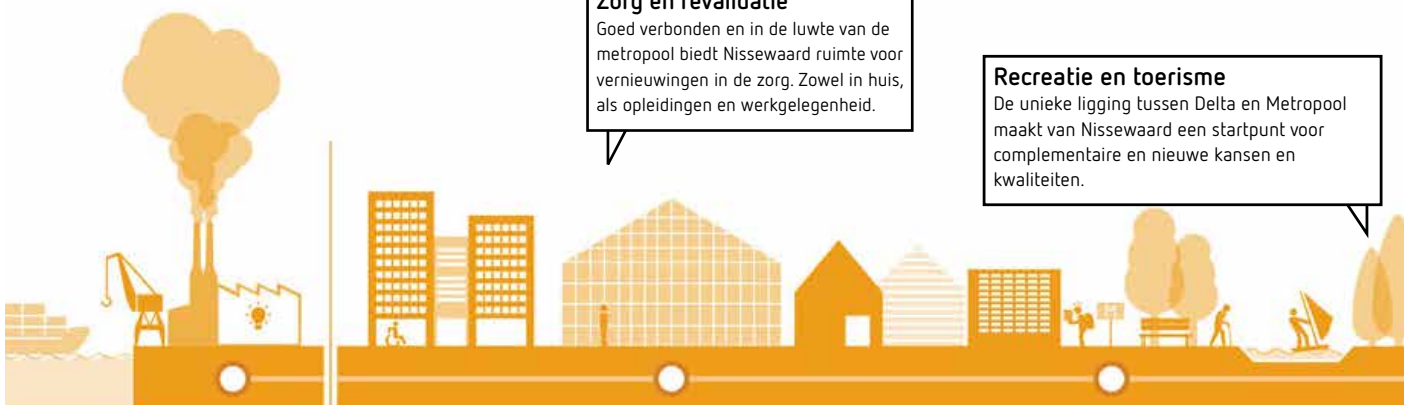 Zorg en revalidatie
Goed verbonden en in de luwte van de
metropool biedt Nissewaard ruimte voor
vernieuwingen in de zorg. Zowel in huis,
als opleidingen en werkgelegenheid.
Recreatie en toerisme
De unieke ligging tussen Delta en Metropool
maakt van Nissewaard een startpunt voor
complementaire en nieuwe kansen en
kwaliteiten.